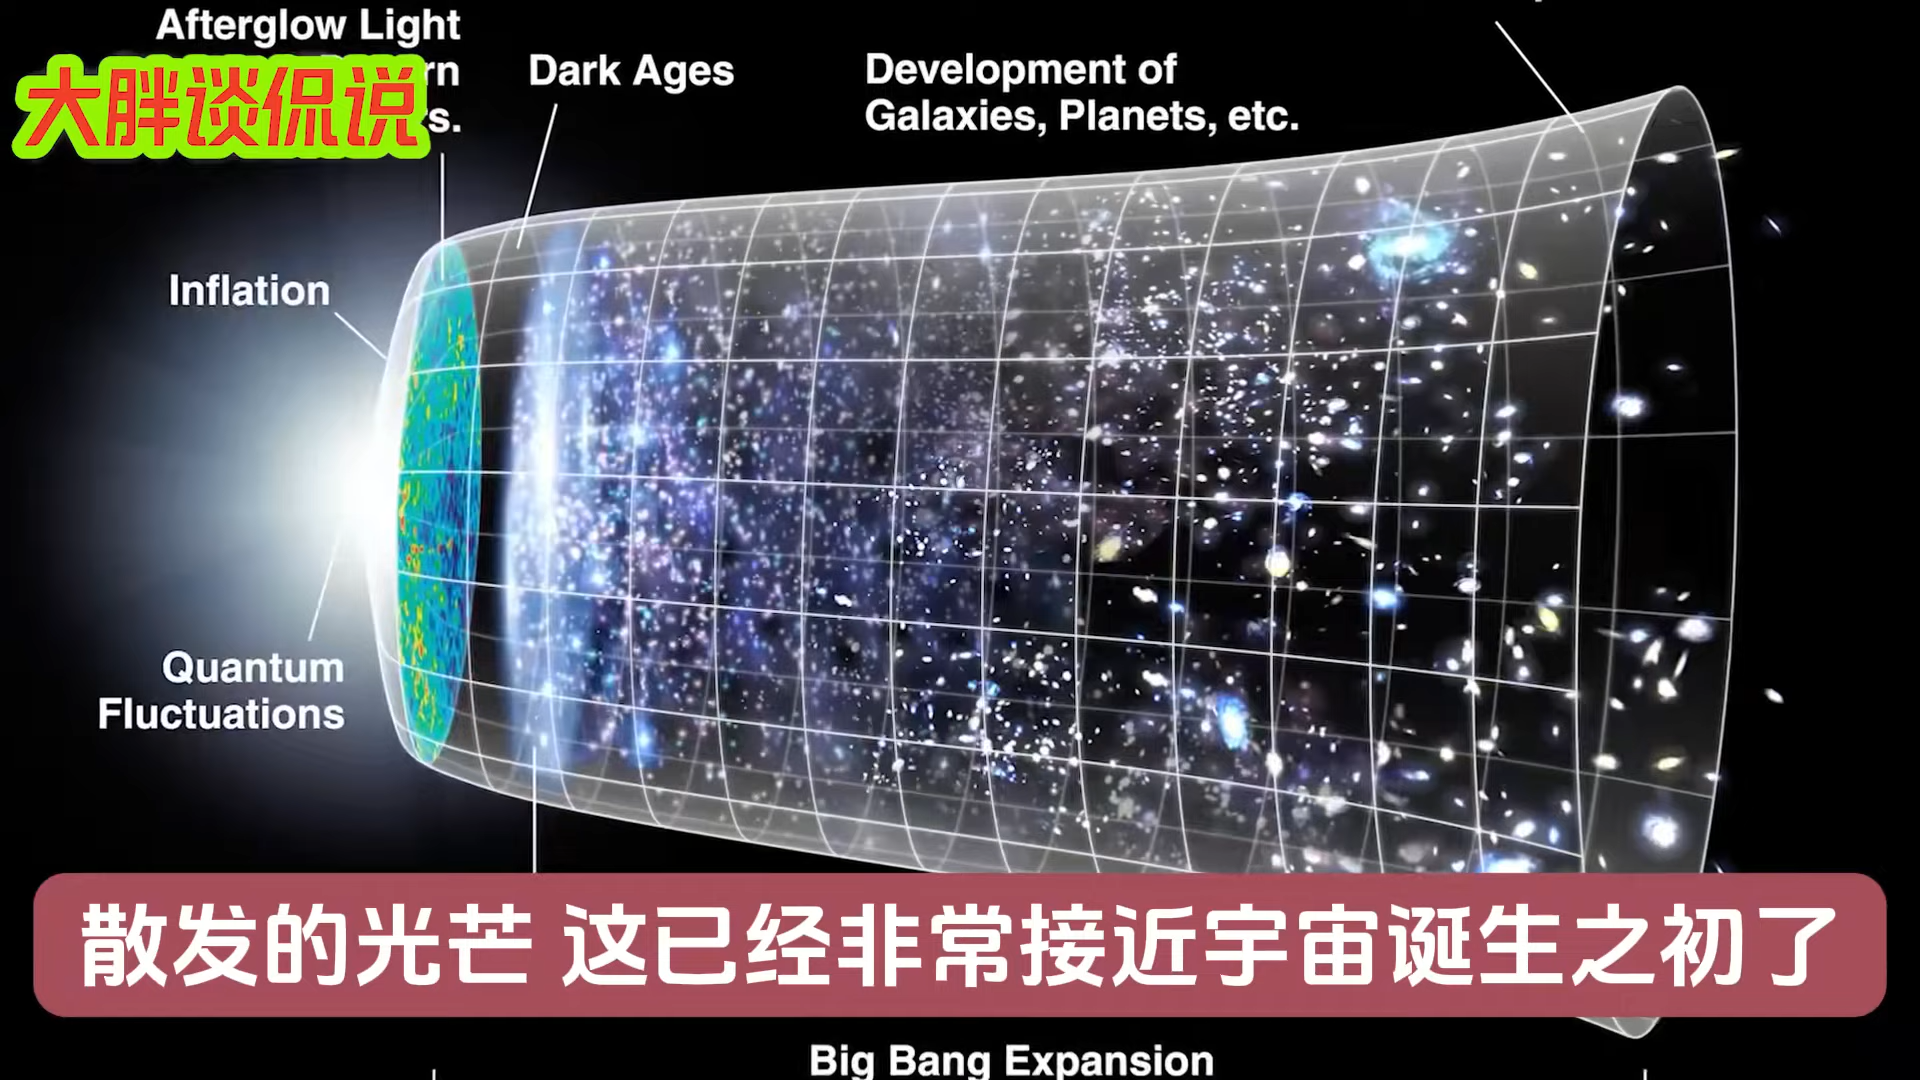 Afterglow Light
大胖谈侃说
Dark Ages
Development of
Galaxies, Planets, etc.
Inflation
Quantum
Fluctuations
散发的光芒 这已经非常接近宇宙诞生之初了
Big Bang Expansion